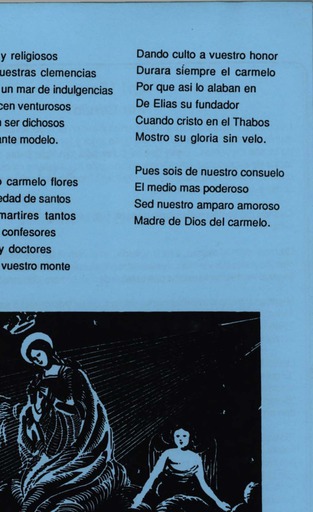 y religiosos
uestras clemencias
un mar de indulgencias
cen venturosos
ser dichosos
ante modelo.
carmelo flores
edad de santos
martires tantos
confesores
y doctores
vuestro monte
Dando culto a vuestro honor
Durara síempre el carmelo
Por que asi lo alaban en
De Elias su fundador
Cuando cristo en el Thabos
Mostro su gloria sin velo.
Pues sois de nuestro consuelo
El medio mas poderoso
Sed nuestro amparo amoroso
Madre de Dios del carmelo.